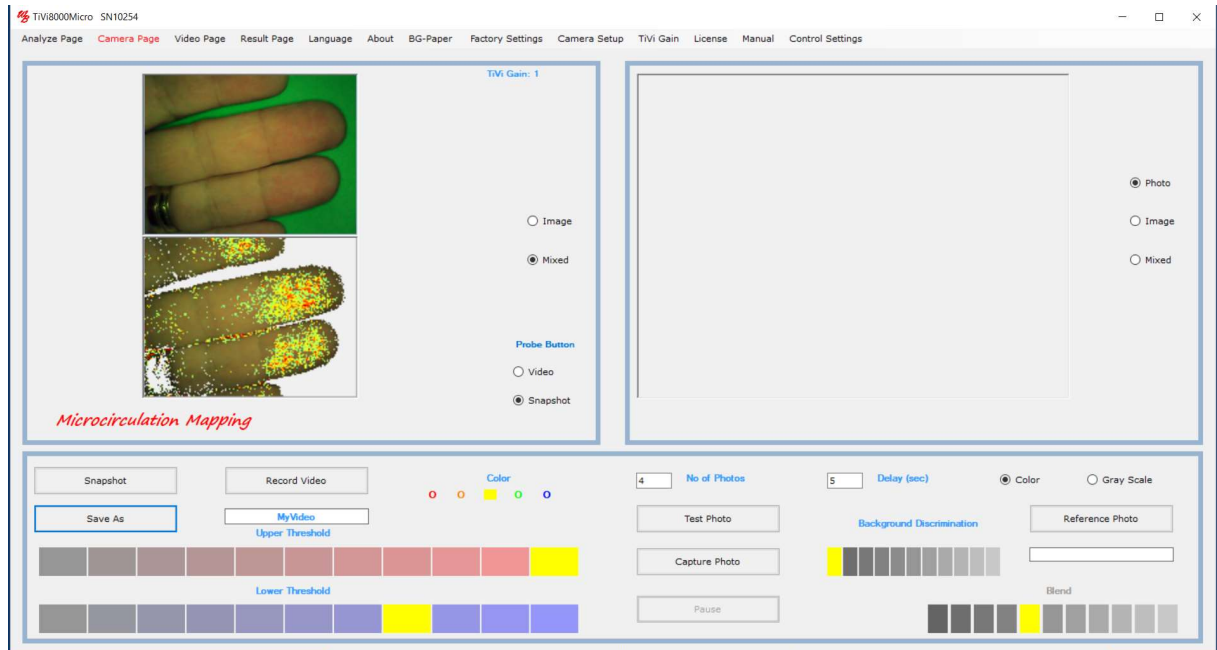 TiVi8000Micro SN10254
Analyze Page Camera Page Video Page Result Page Language About BG-Paper Factory Settings Camera Setup TiVi Gain License Manual Control Settings
TiVi Gain: 1
Image
Mixed
Probe Button
Video
Snapshot
Microcirculation Mapping
Photo
Image
Mixed
Snapshot Record Video Color
Save As MyVideo
Upper Threshold
Lower Threshold
4 No of Photos 5 Delay (sec) Color Gray Scale
Test Photo Background Discrimination Reference Photo
Capture Photo
Pause Blend